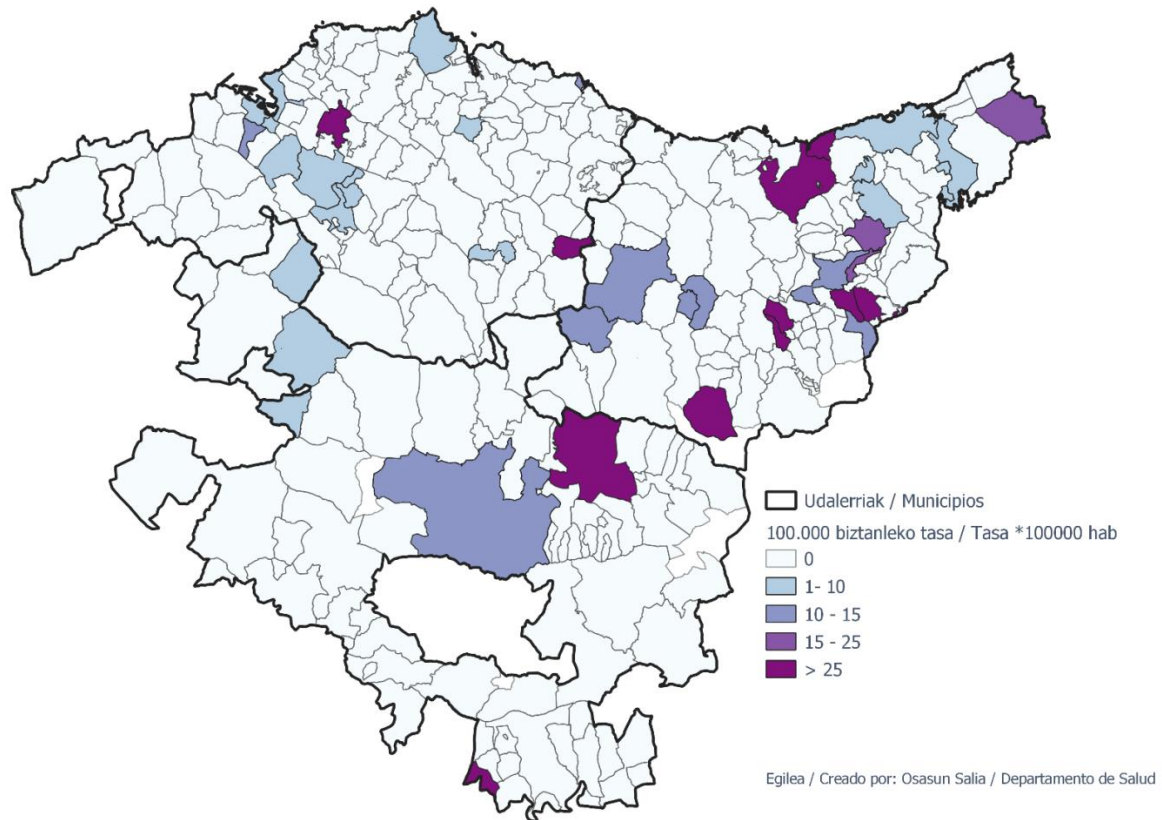 Udalerriak / Municipios
100.000 biztanleko tasa / Tasa *100000 hab
0
1- 10
10 - 15
15 - 25
> 25
Egilea / Creado por: Osasun Salia / Departamento de Salud